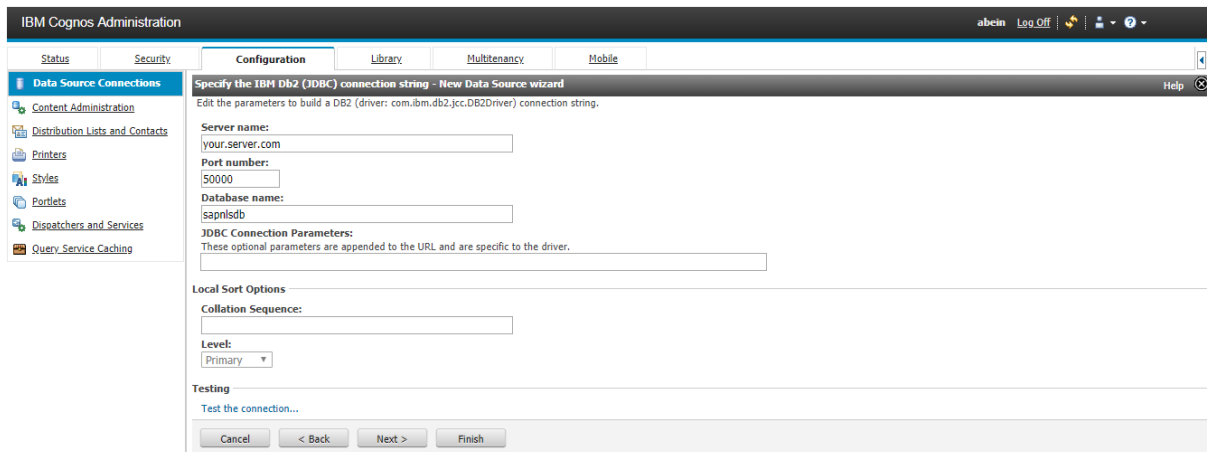 IBM Cognos Administration
abein Log Off
Status Security Configuration Library Multitenancy Mobile
Data Source Connections
Content Administration
Distribution Lists and Contacts
Printers
Styles
Portlets
Dispatchers and Services
Query Service Caching
Specify the IBM Db2 (JDBC) connection string - New Data Source wizard
Help
Edit the parameters to build a DB2 (driver: com.ibm.db2.jcc.DB2Driver) connection string.
Server name:
your.server.com
Port number:
50000
Database name:
sapnlsdb
JDBC Connection Parameters:
These optional parameters are appended to the URL and are specific to the driver.
Local Sort Options
Collation Sequence:
Level:
Primary
Testing
Test the connection...
Cancel < Back Next > Finish